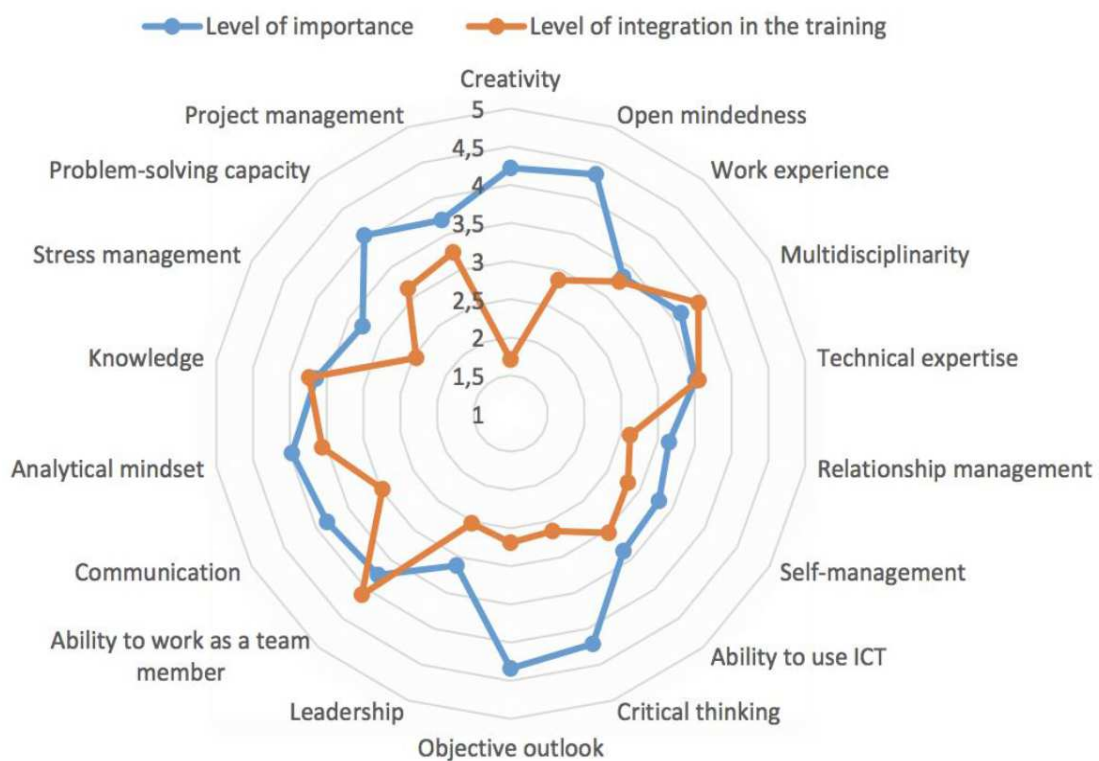 Level of importance
Level of integration in the training
Creativity
Open mindedness
Work experience
Multidisciplinarity
Technical expertise
Relationship management
Self-management
Ability to use ICT
Critical thinking
Objective outlook
Leadership
Ability to work as a team
member
Communication
Analytical mindset
Knowledge
Stress management
Problem-solving capacity
Project management
5
4,5
4
3,5
3
2,5
2
1,5
1